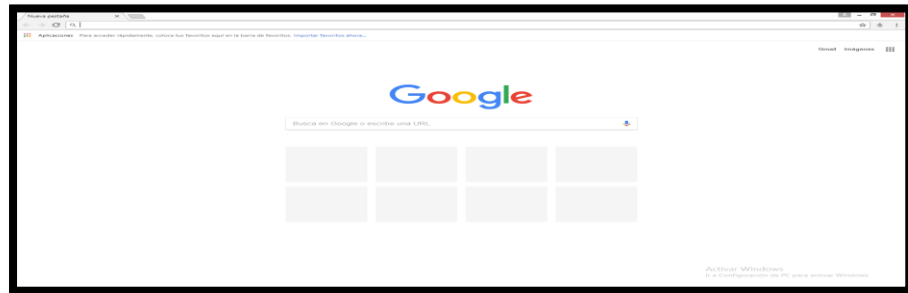 Nueva pestaña
Aplicaciones Para acceder rápidamente, coloca tus favoritos aquí en la barra de favoritos. Importar favoritos ahora...
Gmail Imágenes
Google
Busca en Google o escribe una URL
Activar Windows
Ir a Configuración de PC para activar Windows.